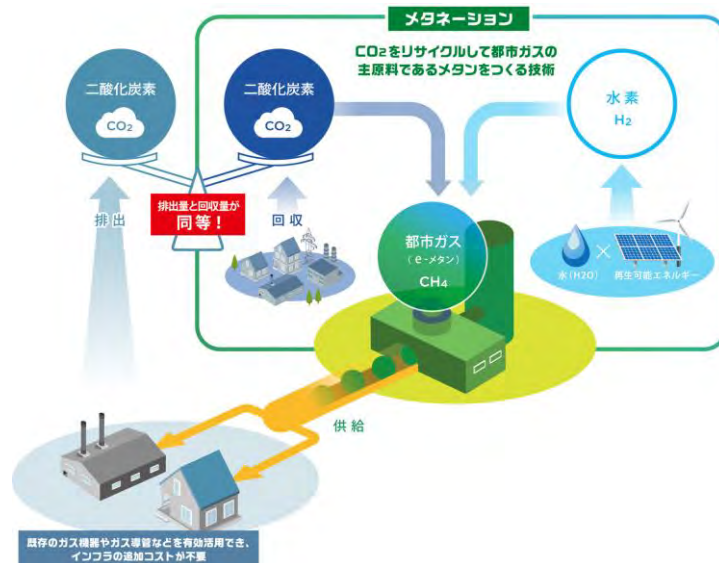 メタネーション
CO2をリサイクルして都市ガスの
主原料であるメタンをつくる技術
二酸化炭素
CO2
二酸化炭素
CO2
水素
H2
排出量と回収量が
同等！
排出
回収
都市ガス
（e-メタン）
CH4
水（H2O）
×
再生可能エネルギー
供給
既存のガス機器やガス導管などを有効活用でき、
インフラの追加コストが不要